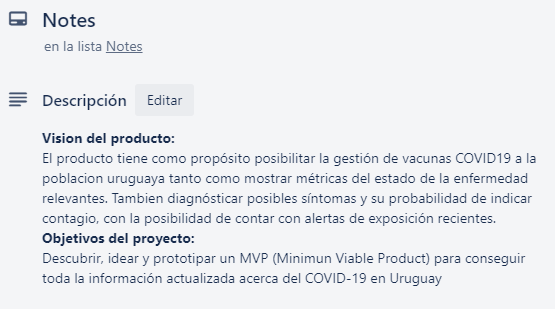 Notes
en la lista Notes
Descripción Editar
Vision del producto:
El producto tiene como propósito posibilitar la gestión de vacunas COVID19 a la
poblacion uruguaya tanto como mostrar métricas del estado de la enfermedad
relevantes. Tambien diagnósticar posibles síntomas y su probabilidad de indicar
contagio, con la posibilidad de contar con alertas de exposición recientes.
Objetivos del proyecto:
Descubrir, idear y prototipar un MVP (Minimun Viable Product) para conseguir
toda la información actualizada acerca del COVID-19 en Uruguay